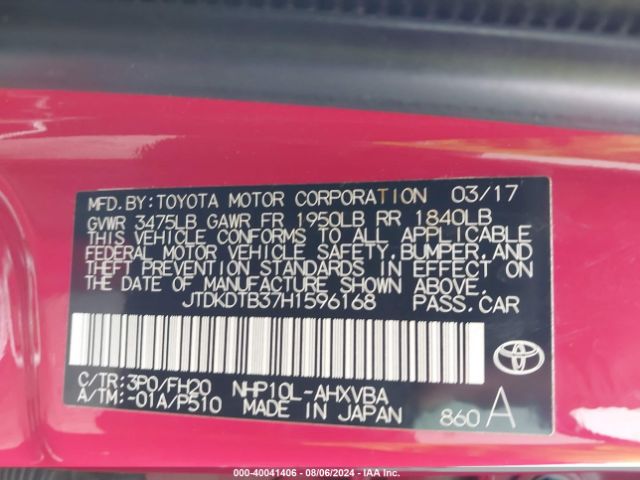 MFD.BY:TOYOTA MOTOR CORPORATION 03/17
GVWR 3475LB GAWR FR 1950LB RR 1840LB
THIS VEHICLE CONFORMS TO ALL APPLICABLE
FEDERAL MOTOR VEHICLE SAFETY,BUMPER,AND
THEFT PREVENTION STANDARDS IN EFFECT ON
THE DATE OF MANUFACTURE SHOWN ABOVE.
JTDKDTB37H1596168 PASS.CAR
C/TR:3P0/FH20 NHP10L-AHXVBA
A/TM:-01A/P510 MADE IN JAPAN 860 A
TOYOTA
000-40041406 - 08/06/2024 - IAA Inc.